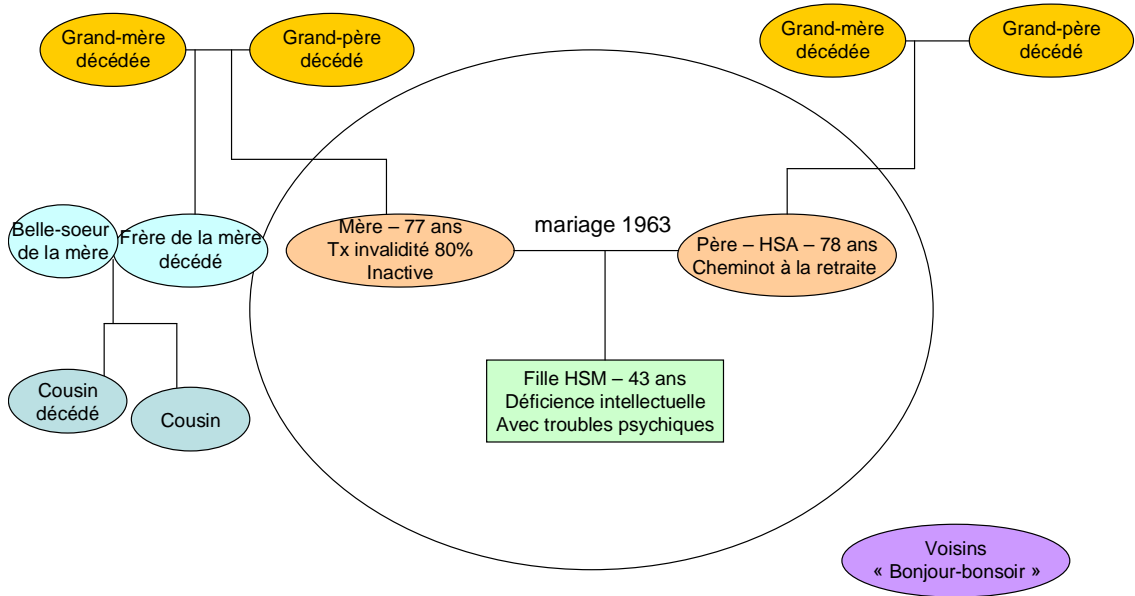 Grand-mère
décédée
Grand-père
décédé
Grand-mère
décédée
Grand-père
décédé
Belle-soeur
de la mère
Frère de la mère
décédé
Mère – 77 ans
Tx invalidité 80%
Inactive
mariage 1963
Père – HSA – 78 ans
Cheminot à la retraite
Cousin
décédé
Cousin
Fille HSM – 43 ans
Déficience intellectuelle
Avec troubles psychiques
Voisins
« Bonjour-bonsoir »